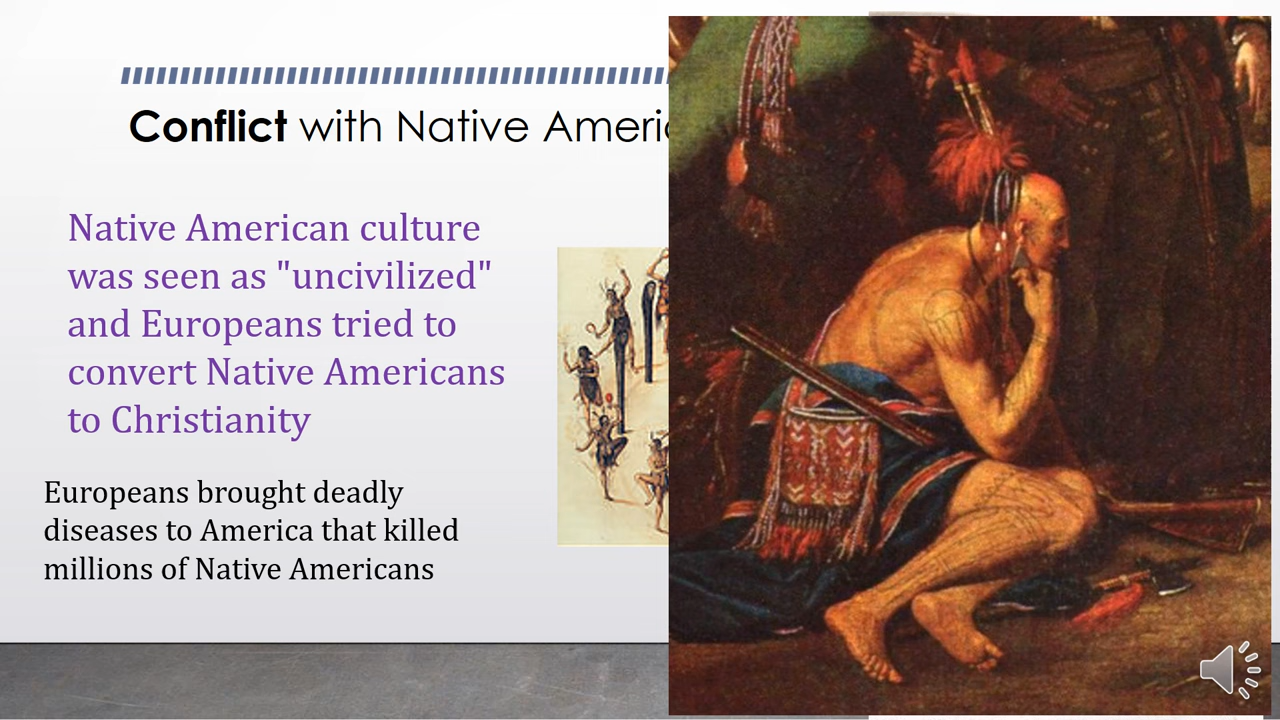 Conflict with Native Americ
Native American culture
was seen as "uncivilized"
and Europeans tried to
convert Native Americans
to Christianity
Europeans brought deadly
diseases to America that killed
millions of Native Americans